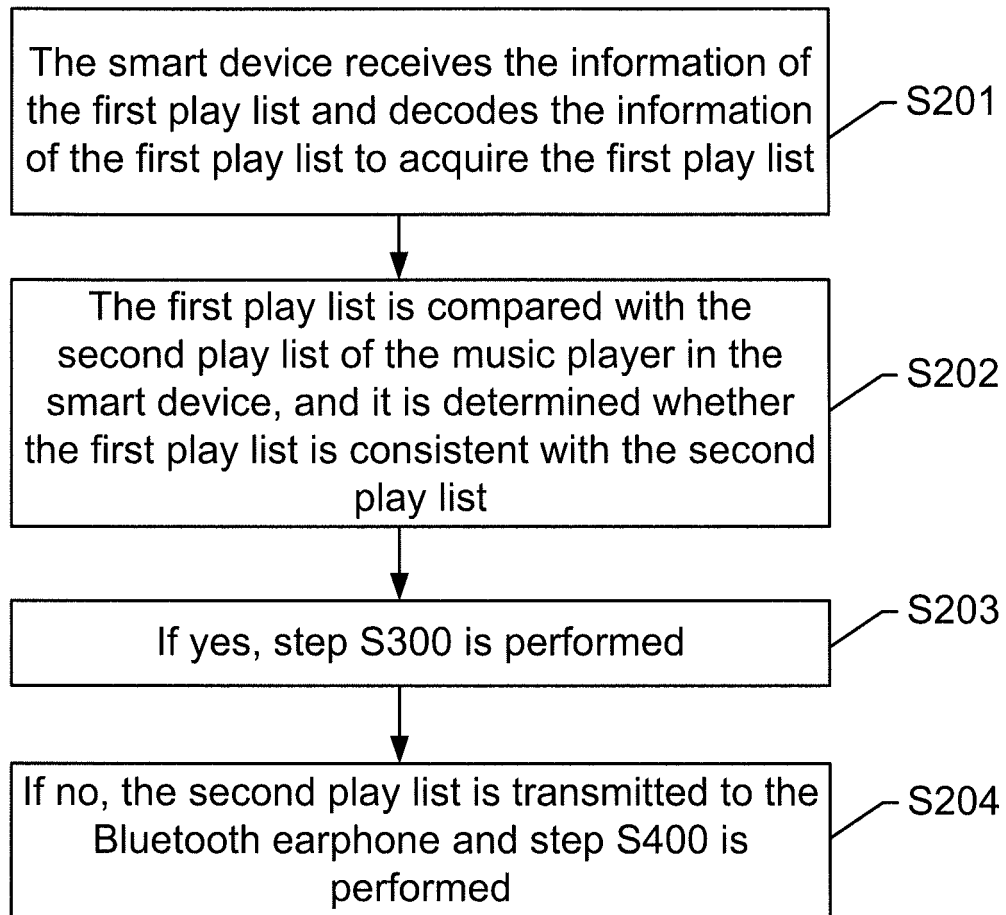 The smart device receives the information of
the first play list and decodes the information
of the first play list to acquire the first play list
S201
The first play list is compared with the
second play list of the music player in the
smart device, and it is determined whether
the first play list is consistent with the second
play list
S202
If yes, step S300 is performed
S203
If no, the second play list is transmitted to the
Bluetooth earphone and step S400 is
performed
S204